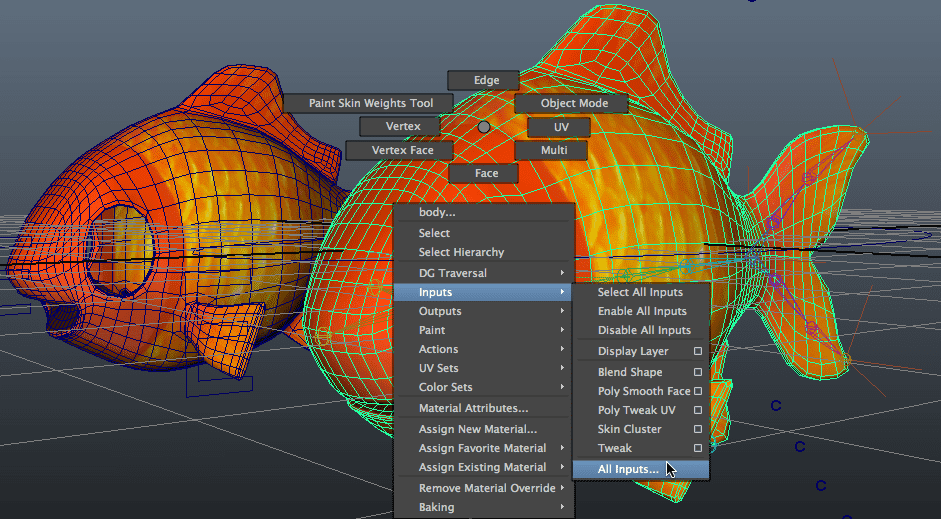 Edge
Paint Skin Weights Tool
Object Mode
Vertex
UV
Vertex Face
Multi
Face
body...
Select
Select Hierarchy
DG Traversal
Inputs
Outputs
Paint
Actions
UV Sets
Color Sets
Material Attributes...
Assign New Material...
Assign Favorite Material
Assign Existing Material
Remove Material Override
Baking
Select All Inputs
Enable All Inputs
Disable All Inputs
Display Layer
Blend Shape
Poly Smooth Face
Poly Tweak UV
Skin Cluster
Tweak
All Inputs...
C
C
C